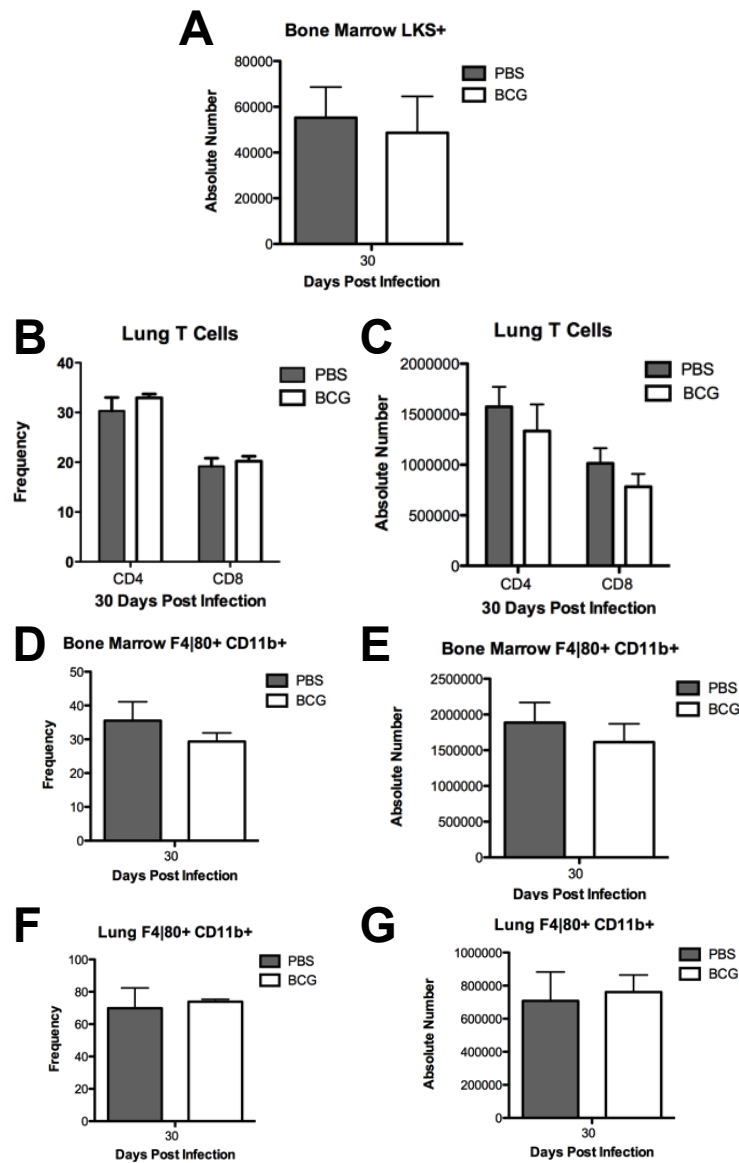 A
Bone Marrow LKS+
80000
60000
40000
20000
0
Absolute Number
30
Days Post Infection
PBS
BCG
B
Lung T Cells
40
30
20
10
0
Frequency
CD4 CD8
30 Days Post Infection
PBS
BCG
C
Lung T Cells
2000000
1500000
1000000
500000
0
Absolute Number
CD4 CD8
30 Days Post Infection
PBS
BCG
D
Bone Marrow F4|80+ CD11b+
50
40
30
20
10
0
Frequency
30
Days Post Infection
PBS
BCG
E
Bone Marrow F4|80+ CD11b+
2500000
2000000
1500000
1000000
500000
0
Absolute Number
30
Days Post Infection
PBS
BCG
F
Lung F4|80+ CD11b+
100
80
60
40
20
0
Frequency
30
Days Post Infection
PBS
BCG
G
Lung F4|80+ CD11b+
1000000
800000
600000
400000
200000
0
Absolute Number
30
Days Post Infection
PBS
BCG